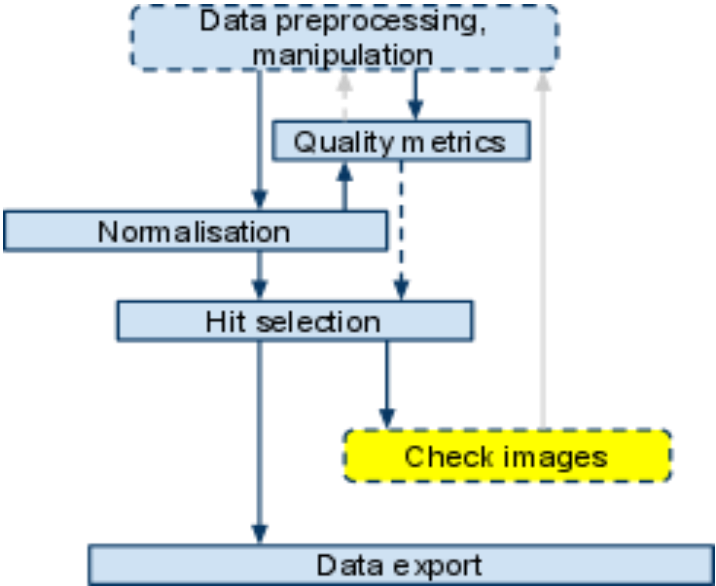 Data preprocessing,
manipulation
Quality metrics
Normalisation
Hit selection
Check images
Data export